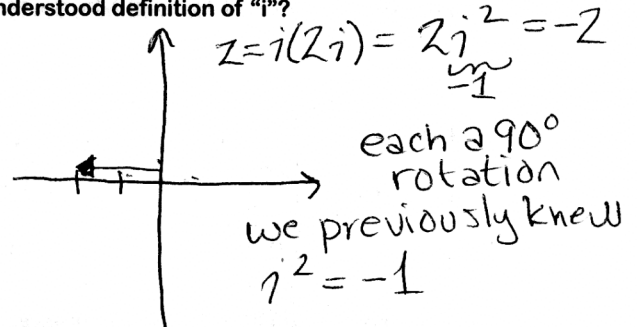 nderstood definition of "i"?
z=i(2i)= 2i²=-2
-1
each a 90°
rotation
we previously knew
i²=-1